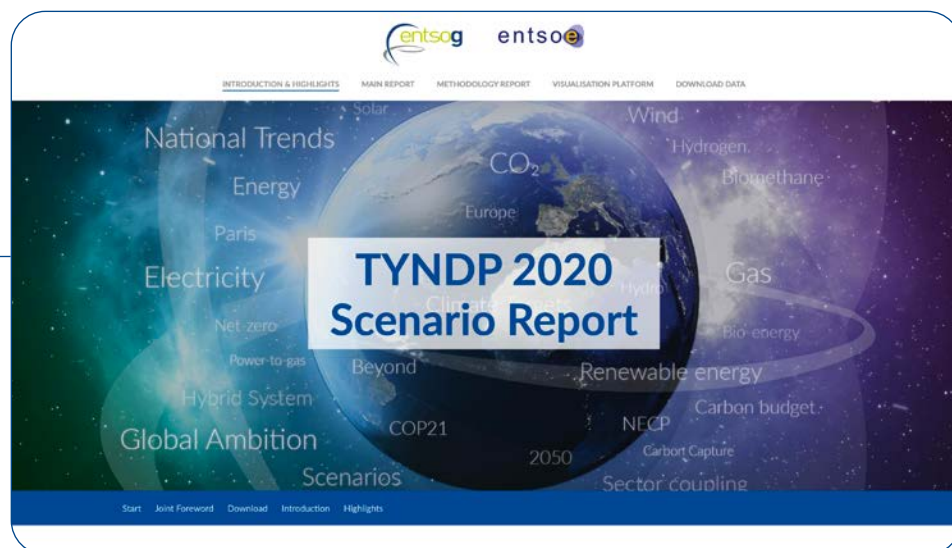 entsog entsoe
INTRODUCTION & HIGHLIGHTS MAIN REPORT METHODOLOGY REPORT VISUALISATION PLATFORM DOWNLOAD DATA
Solar
Wind
National Trends
Hydrogen
CO₂
Energy
Biomethane
Europe
Paris
TYNDP 2020
Scenario Report
Electricity
Gas
Hydro
Climate Targets
Net-zero
Bio-energy
Power-to-gas
Beyond
Renewable energy
Hybrid System
Carbon budget
COP21
NECP
Global Ambition
Carbon Capture
2050
Scenarios
Sector coupling
Start Joint Foreword Download Introduction Highlights